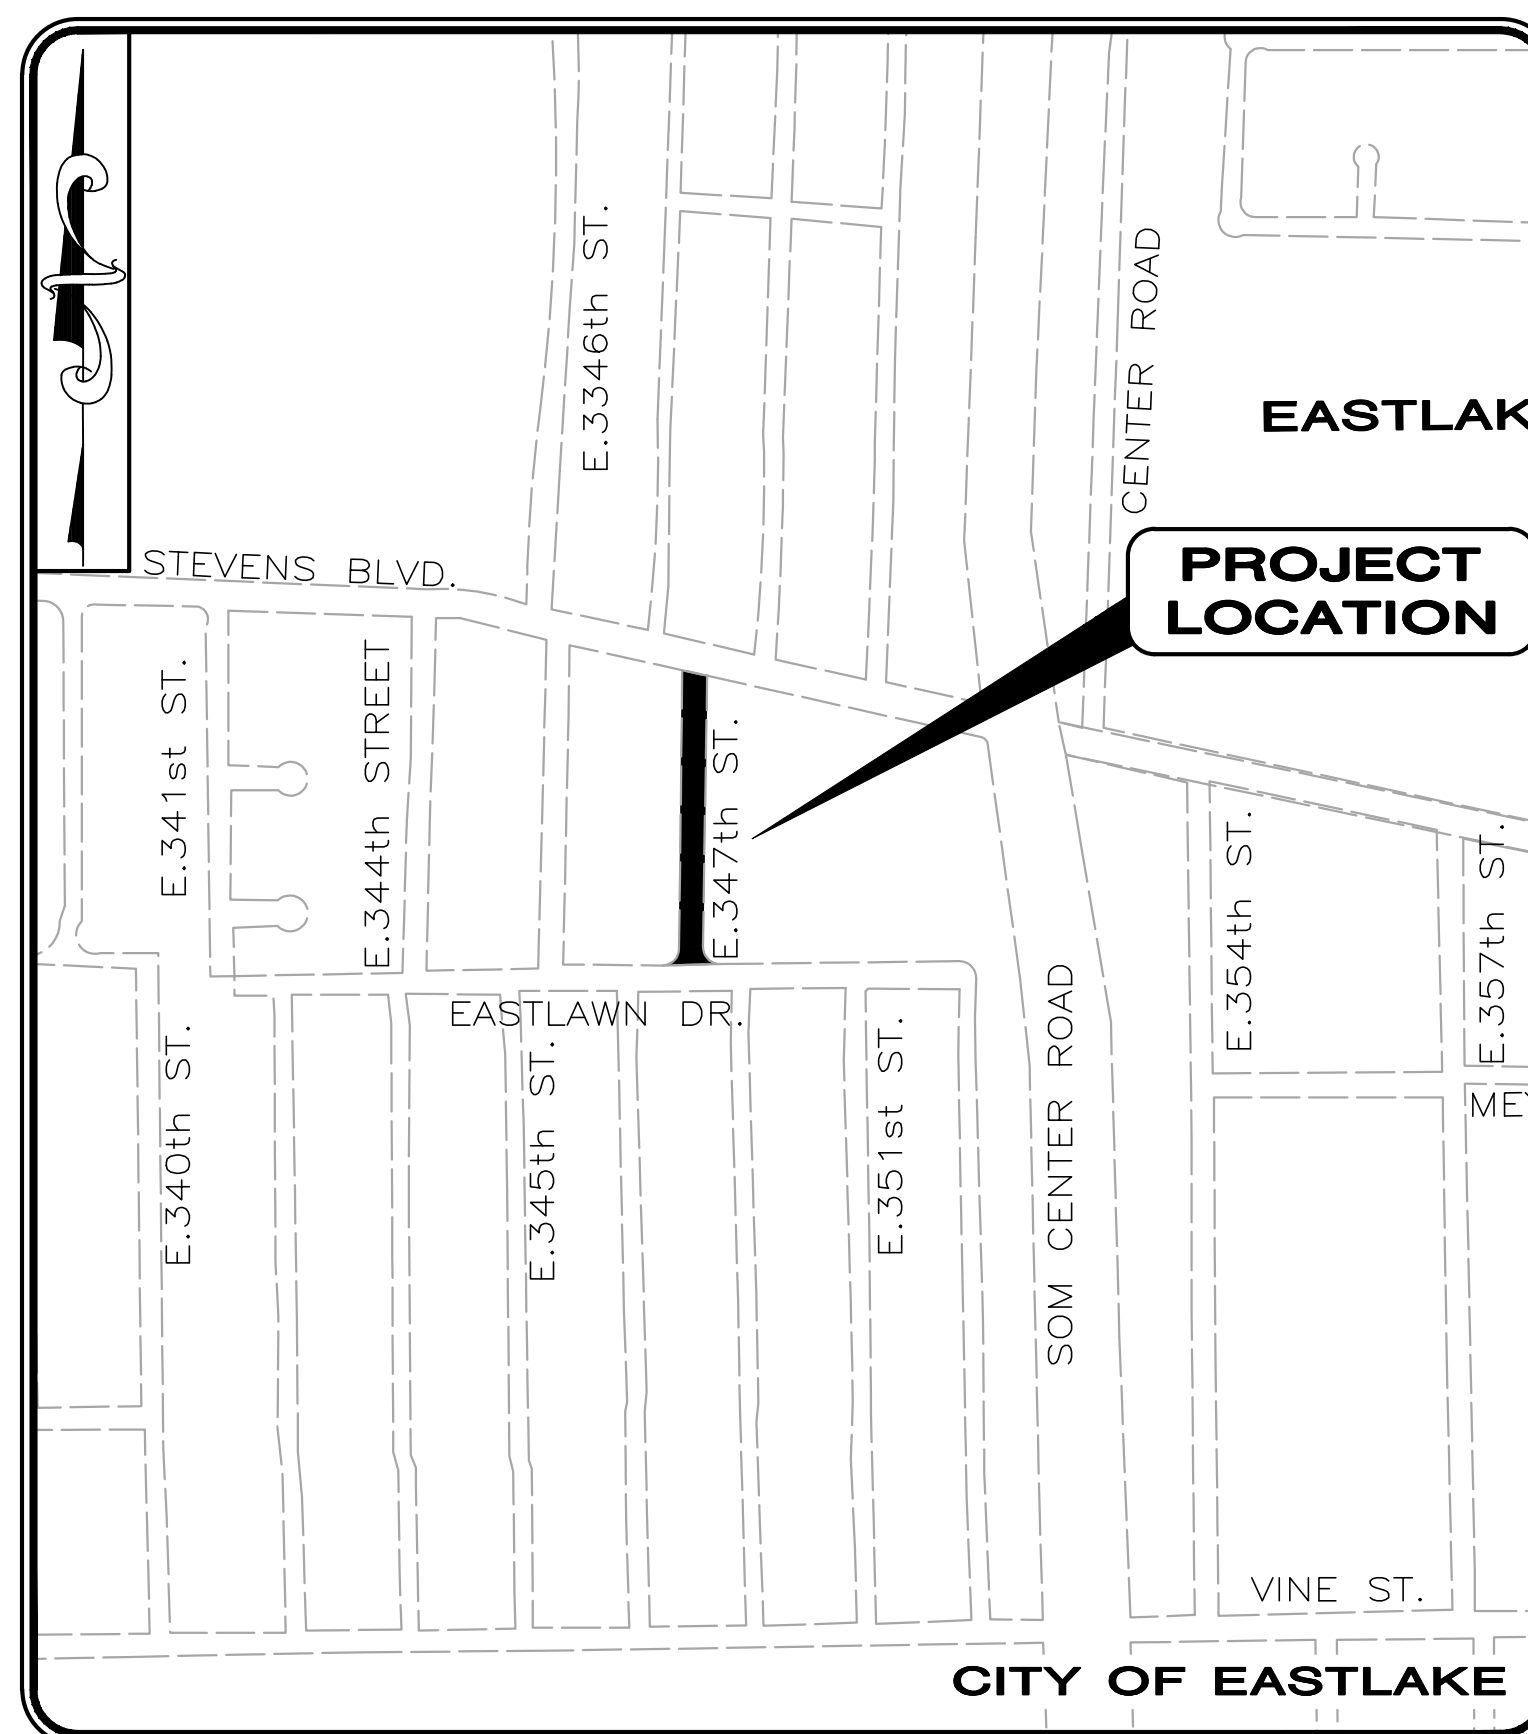 E.3346th ST.
CENTER ROAD
EASTLAK
PROJECT
LOCATION
STEVENS BLVD.
E.341st ST.
E.344th STREET
E.347th ST.
E.354th ST.
E.357th ST.
EASTLAWN DR.
E.340th ST.
E.345th ST.
E.351st ST.
SOM CENTER ROAD
VINE ST.
CITY OF EASTLAKE